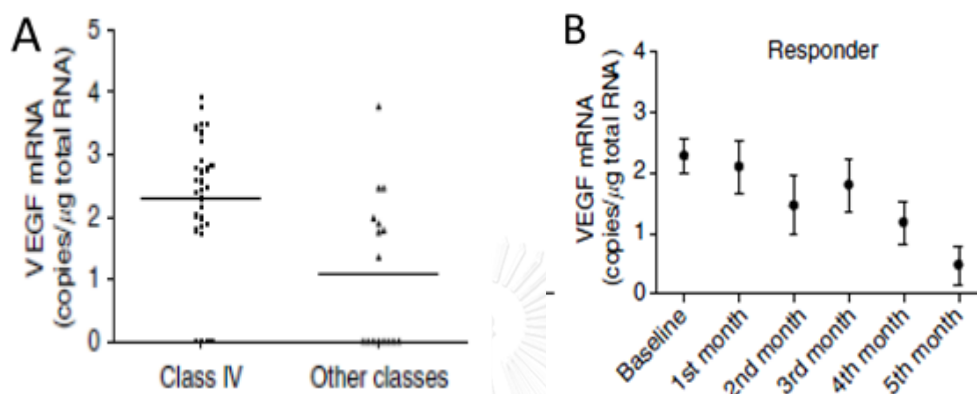 A
VEGF mRNA
(copies/μg total RNA)
5
4
3
2
1
0
Class IV
Other classes
B
Responder
VEGF mRNA
(copies/μg total RNA)
4
3
2
1
0
Baseline
1st month
2nd month
3rd month
4th month
5th month